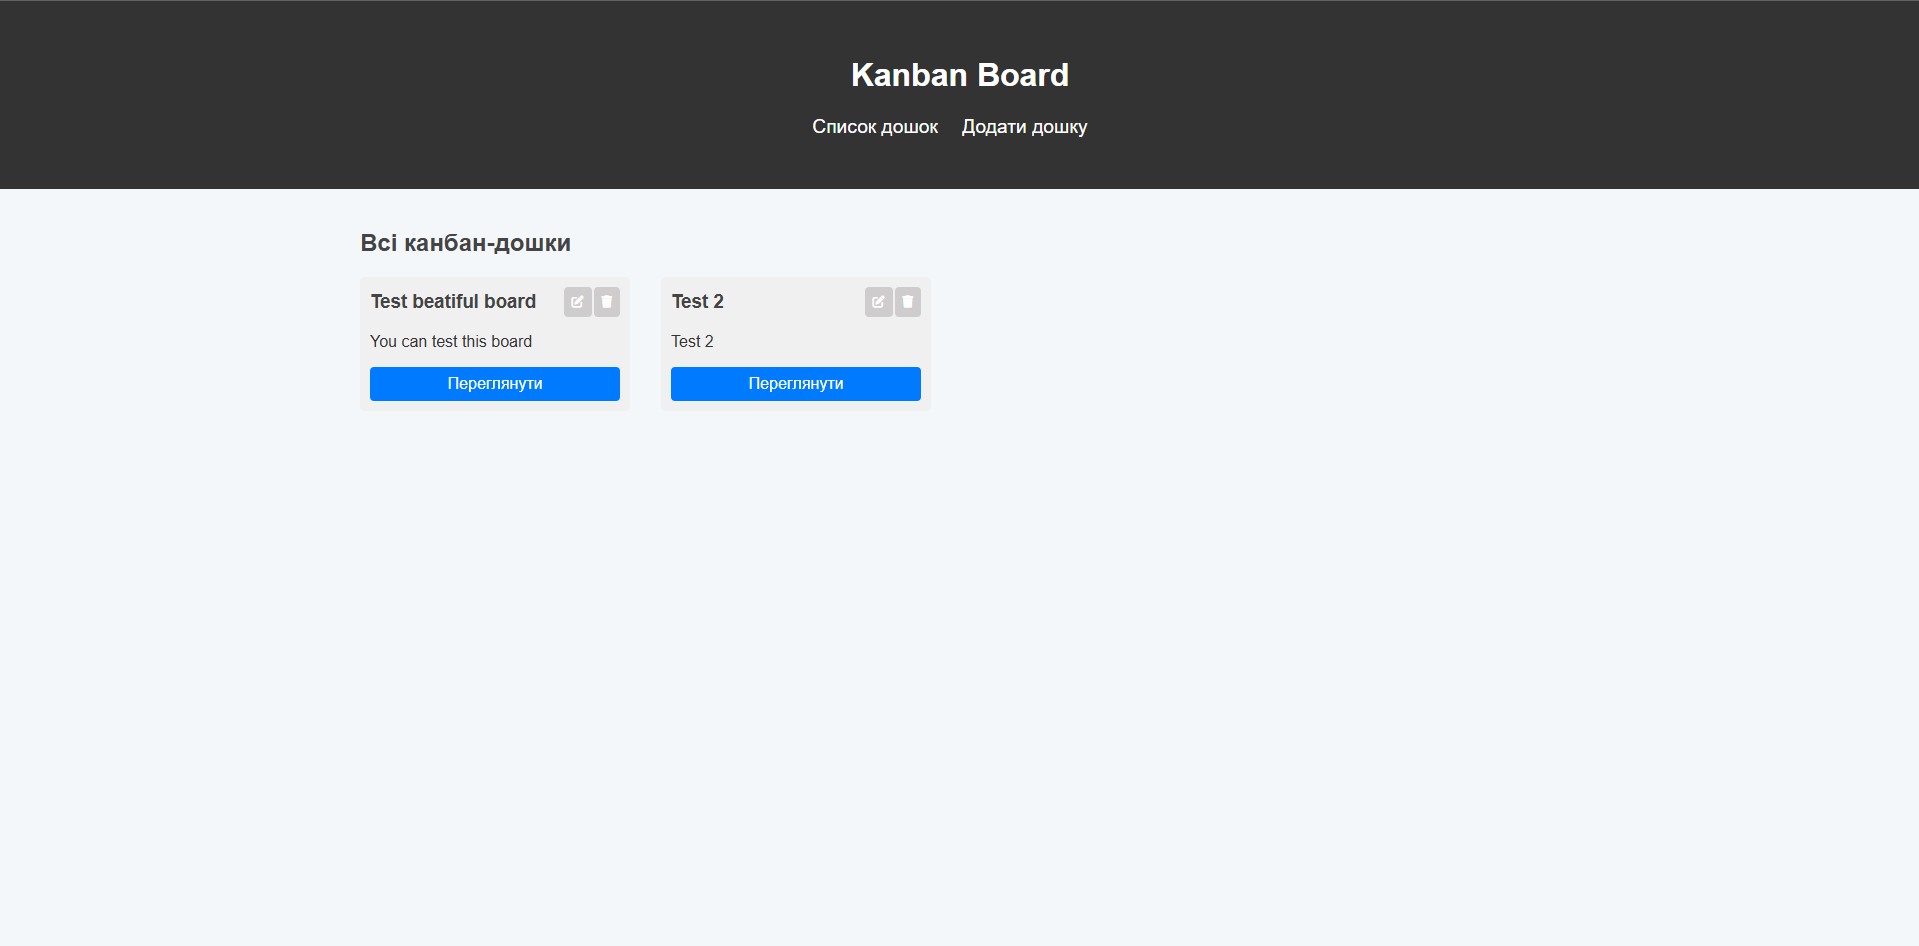 Kanban Board
Список дошок Додати дошку
Всі канбан-дошки
Test beatiful board
You can test this board
Переглянути
Test 2
Test 2
Переглянути